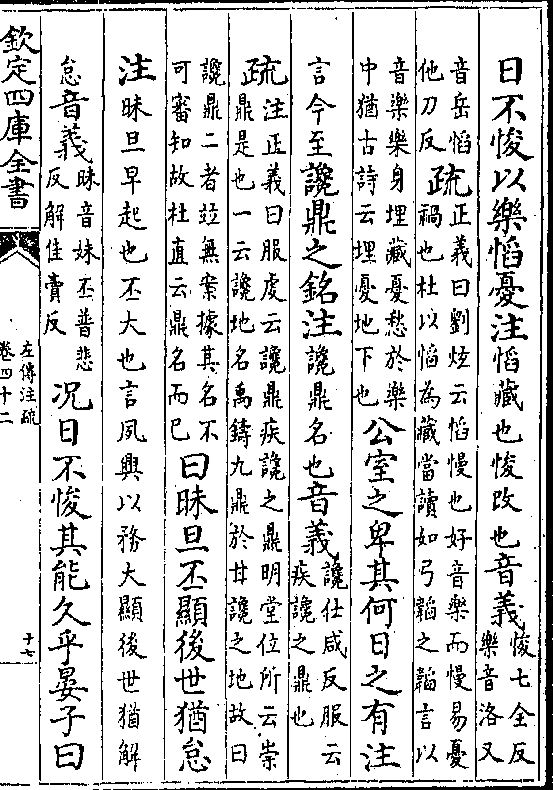 日不悛以樂慆憂注慆藏也悛改也音義悛七全反
樂音洛又
音岳慆
他刀反疏正義曰劉炫云慆慢也好音樂而慢易憂
禍也杜以慆為藏當讀如弓韜之韜言以
音樂樂身埋藏憂愁於樂
中猶古詩云埋憂地下也公室之卑其何日之有注
言今至讒鼎之銘注讒鼎名也音義讒仕咸反服云
疾讒之鼎也
疏注正義曰服虔云讒鼎疾讒之鼎明堂位所云崇
鼎是也一云讒地名禹鑄九鼎於甘讒之地故曰
讒鼎二者竝無案據其名不
可審知故杜直云鼎名而已曰昧旦丕顯後世猶怠
注昧旦早起也丕大也言夙興以務大顯後世猶解
怠音義昧音妹丕普悲
反解佳賣反況日不悛其能久乎晏子曰
欽定四庫全書
左傳注疏
卷四十二
十七